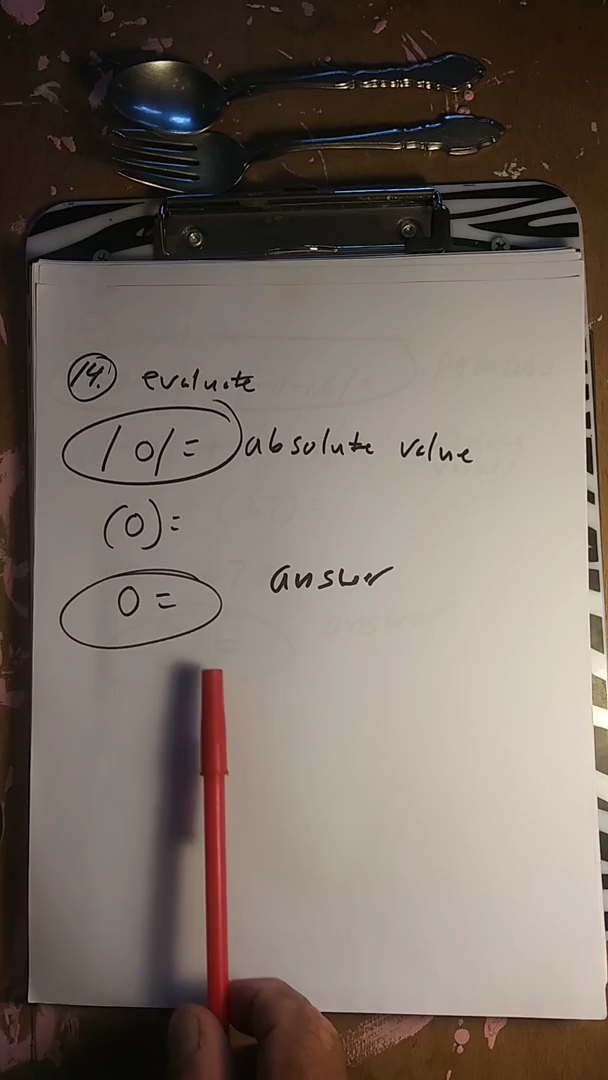 14. evaluate
|0|= absolute value
(0)=
0= answer